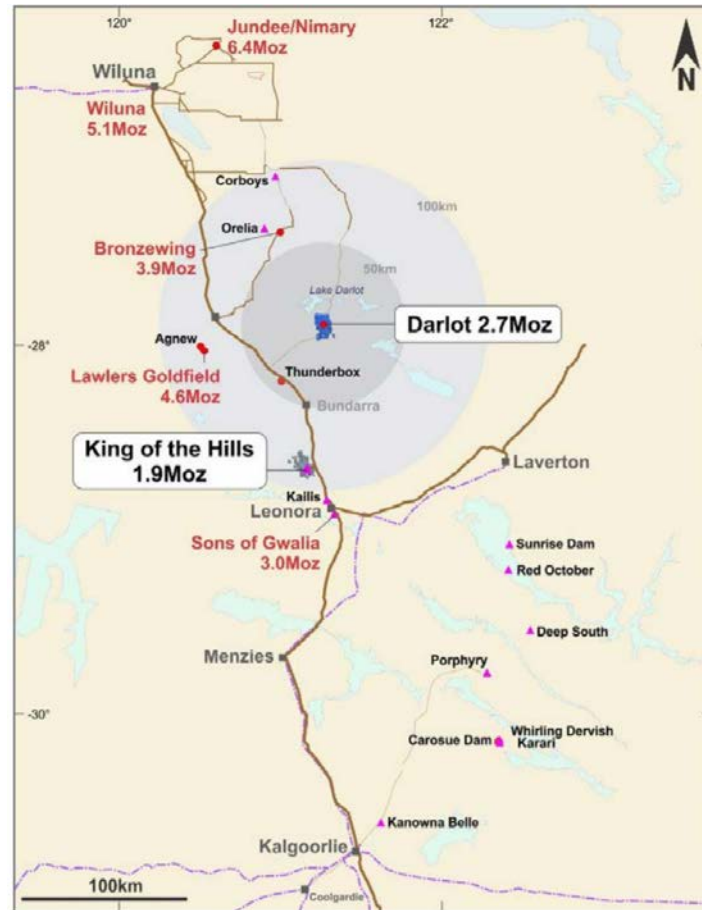 120
122
Jundee/Nimary
6.4Moz
N
Wiluna
Wiluna
5.1Moz
Corboys
100km
Orelia
Bronzewing
3.9Moz
50km
Lake Darlot
Darlot 2.7Moz
-28°
Agnew
Thunderbox
Lawlers Goldfield
4.6Moz
Bundarra
King of the Hills
1.9Moz
Laverton
Kailis
Leonora
Sons of Gwalia
3.0Moz
Sunrise Dam
Red October
Deep South
Menzies
Porphyry
-30°
Whirling Dervish
Carosue Dam
Karari
Kanowna Belle
Kalgoorlie
100km
Coolgardie